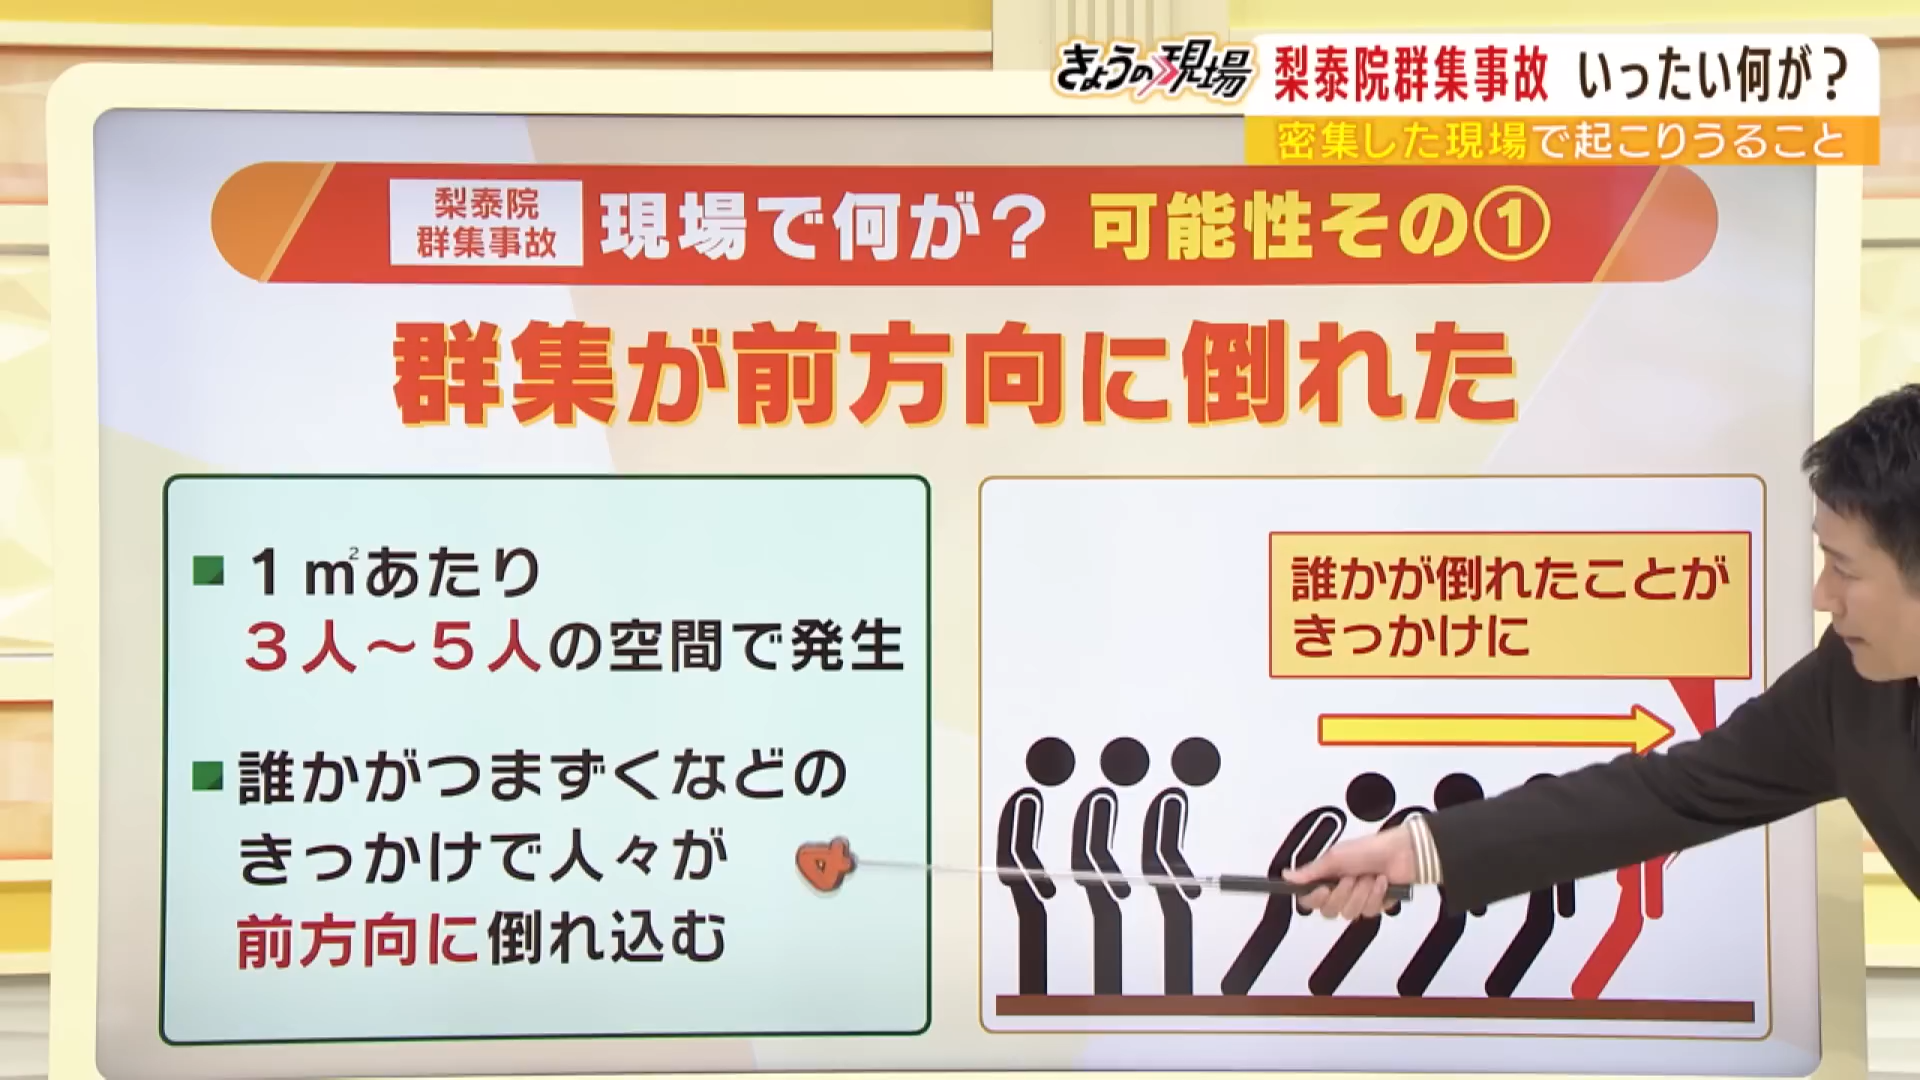 きょうの現場
梨泰院群集事故 いったい何が？
密集した現場で起こりうること
梨泰院
群集事故
現場で何が？ 可能性その①
群集が前方向に倒れた
■ 1㎡あたり
3人～5人の空間で発生
■ 誰かがつまずくなどの
きっかけで人々が
前方向に倒れ込む
誰かが倒れたことが
きっかけに
4